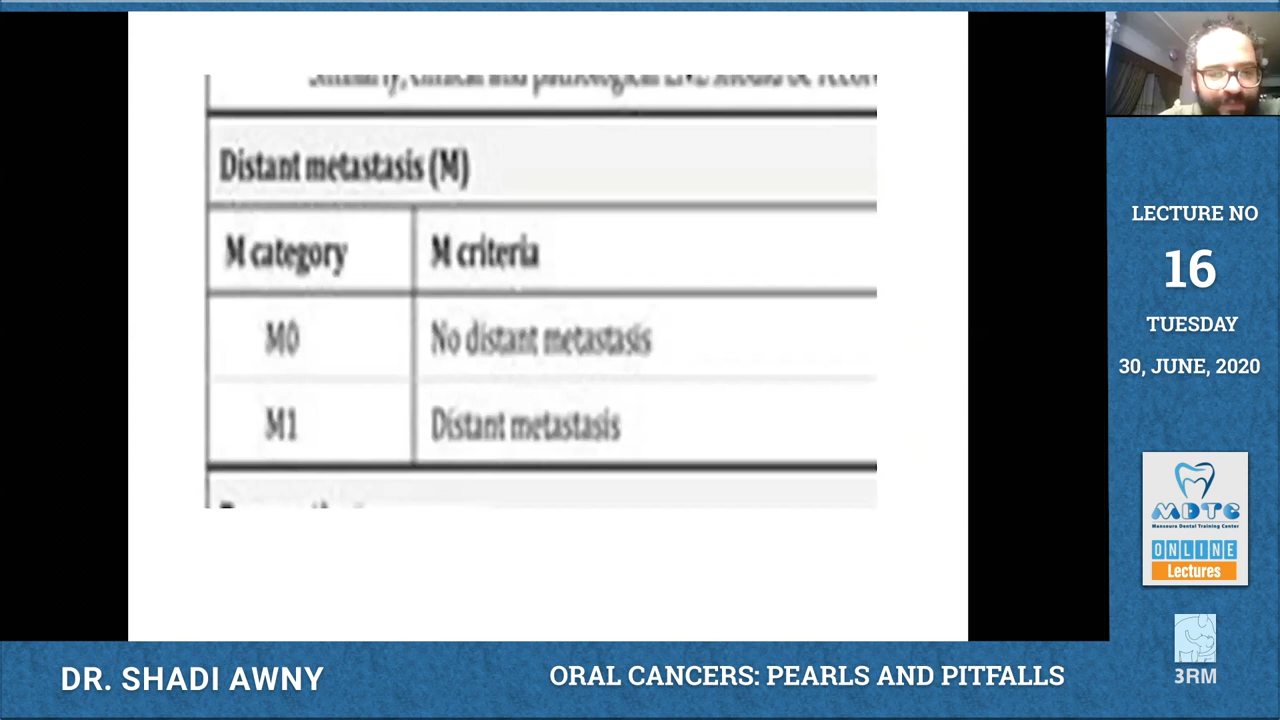 Distant metastasis (M)
M category
M criteria
M0
No distant metastasis
M1
Distant metastasis
LECTURE NO
16
TUESDAY
30, JUNE, 2020
MDTC
Mansoura Dental Training Center
ONLINE
Lectures
3RM
DR. SHADI AWNY
ORAL CANCERS: PEARLS AND PITFALLS